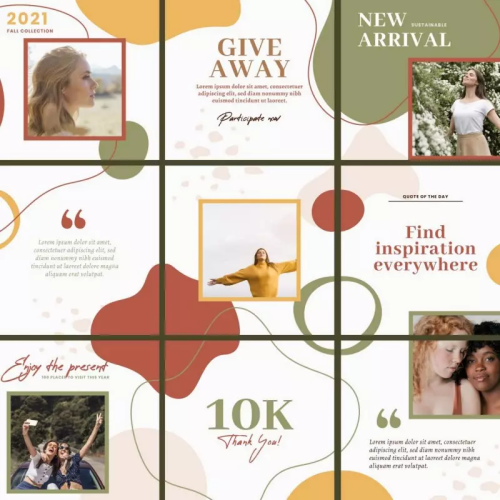 2021
FALL COLLECTION
GIVE
AWAY
Lorem ipsum dolor sit amet, consectetuer
adipiscing elit, sed diam nonummy nibh
euismod tincidunt ut laoreet.
Participate now
NEW SUSTAINABLE
ARRIVAL
“
Lorem ipsum dolor sit amet,
consectetuer adipiscing elit, sed
diam nonummy nibh euismod
tincidunt ut laoreet dolore magna
aliquam erat volutpat.
QUOTE OF THE DAY
Find
inspiration
everywhere
Enjoy the present
TO VISIT THIS YEAR
10K
Thank You!
“
Lorem ipsum dolor sit amet, consectetuer
adipiscing elit, sed diam nonummy nibh
euismod tincidunt ut laoreet dolore magna
aliquam erat volutpat.